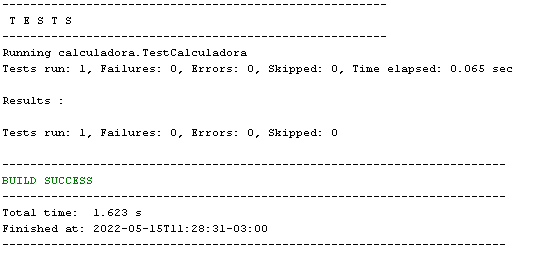 -------------------------------------------------------
 T E S T S
-------------------------------------------------------
Running calculadora.TestCalculadora
Tests run: 1, Failures: 0, Errors: 0, Skipped: 0, Time elapsed: 0.065 sec

Results :

Tests run: 1, Failures: 0, Errors: 0, Skipped: 0

------------------------------------------------------------------------
BUILD SUCCESS
------------------------------------------------------------------------
Total time:  1.623 s
Finished at: 2022-05-15T11:28:31-03:00
------------------------------------------------------------------------